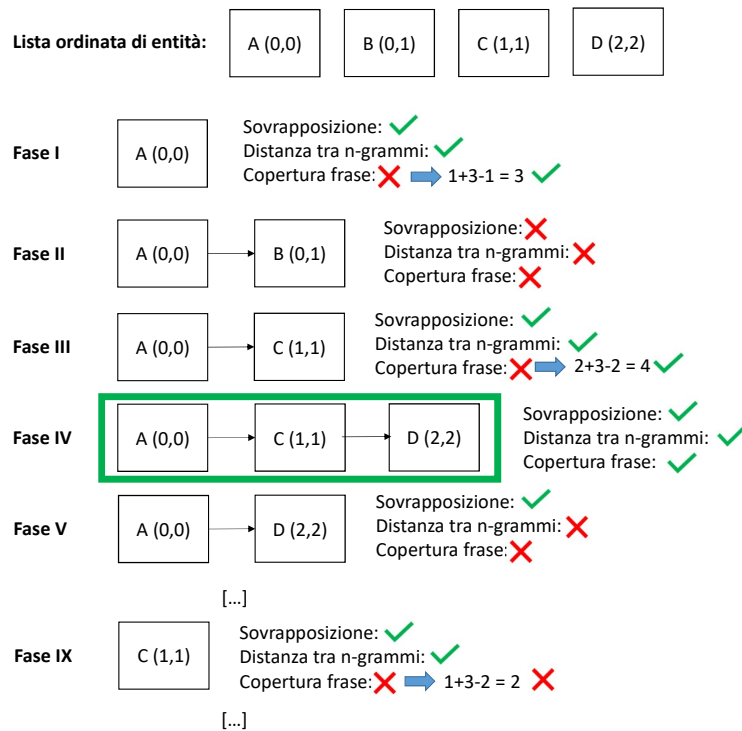 Lista ordinata di entità: A (0,0) B (0,1) C (1,1) D (2,2)
Fase I
A (0,0)
Sovrapposizione:
Distanza tra n-grammi:
Copertura frase: 1+3-1 = 3
Fase II
A (0,0) B (0,1)
Sovrapposizione:
Distanza tra n-grammi:
Copertura frase:
Fase III
A (0,0) C (1,1)
Sovrapposizione:
Distanza tra n-grammi:
Copertura frase: 2+3-2 = 4
Fase IV
A (0,0) C (1,1) D (2,2)
Sovrapposizione:
Distanza tra n-grammi:
Copertura frase:
Fase V
A (0,0) D (2,2)
Sovrapposizione:
Distanza tra n-grammi:
Copertura frase:
[...]
Fase IX
C (1,1)
Sovrapposizione:
Distanza tra n-grammi:
Copertura frase: 1+3-2 = 2
[...]